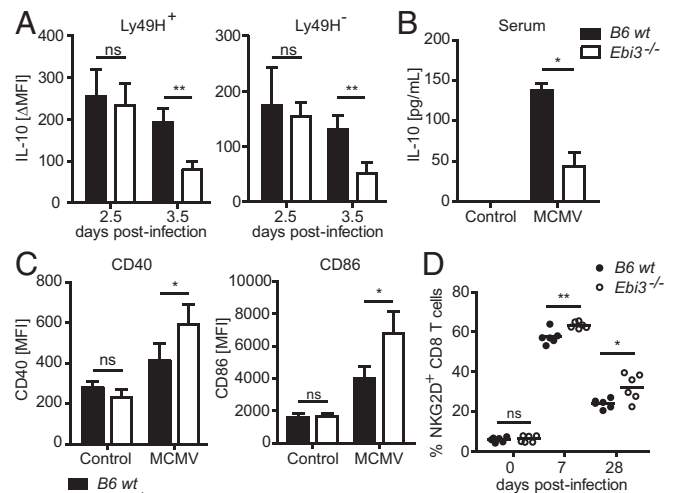 A
Ly49H+
Ly49H-
IL-10 [ΔMFI]
400
300
200
100
0
ns
**
2.5
3.5
days post-infection
300
200
100
0
ns
**
2.5
3.5
days post-infection
B
Serum
B6 wt
Ebi3-/-
IL-10 [pg/mL]
200
150
100
50
0
*
Control
MCMV
C
CD40
CD40 [MFI]
800
600
400
200
0
ns
*
Control
MCMV
CD86
CD86 [MFI]
10000
8000
6000
4000
2000
0
ns
*
Control
MCMV
B6 wt
D
B6 wt
Ebi3-/-
% NKG2D+ CD8 T cells
80
60
40
20
0
ns
**
*
0
7
28
days post-infection